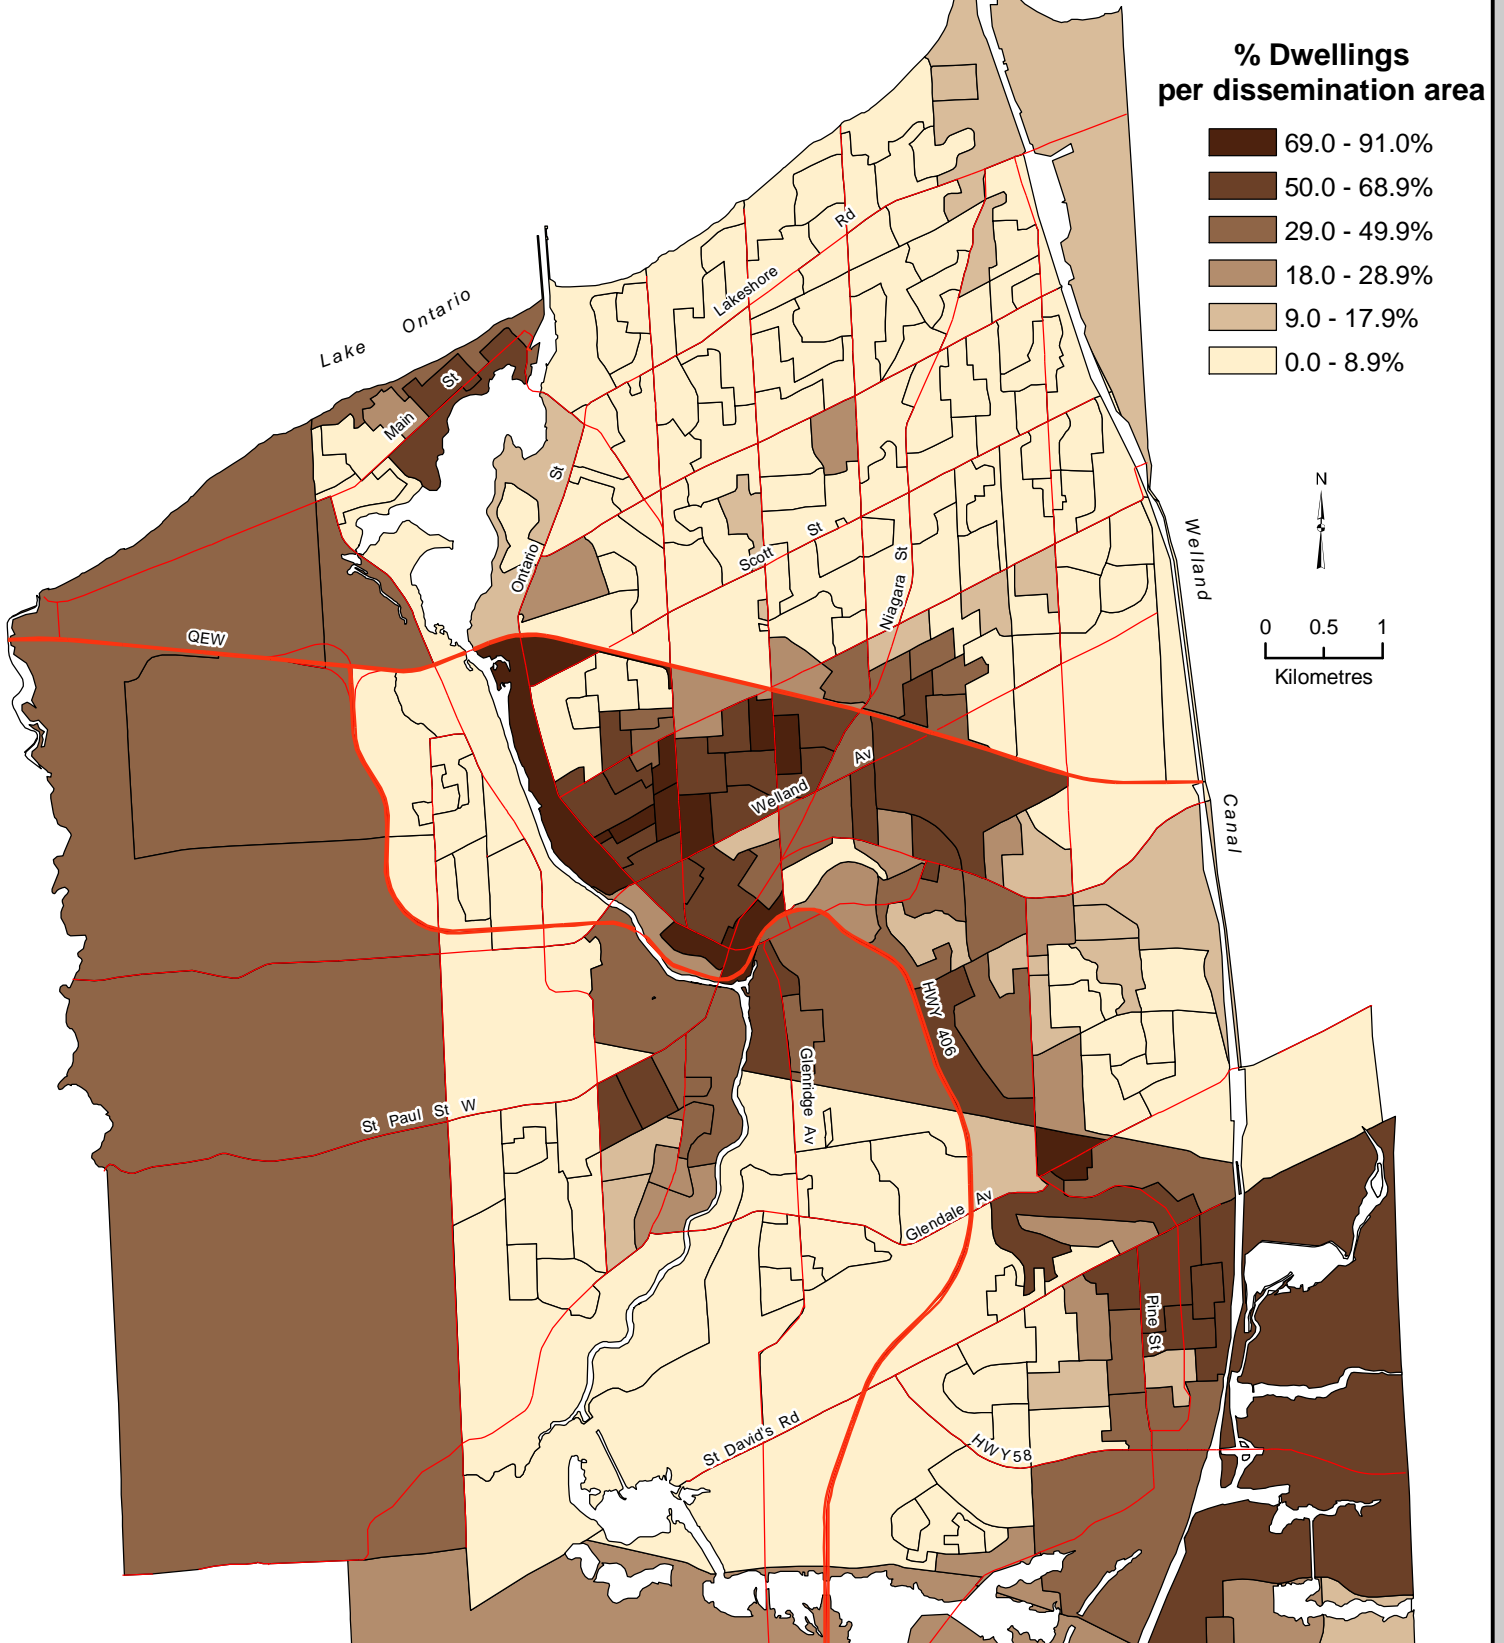 % Dwellings
per dissemination area
69.0 - 91.0%
50.0 - 68.9%
29.0 - 49.9%
18.0 - 28.9%
9.0 - 17.9%
0.0 - 8.9%
Lake Ontario
Lakeshore Rd
Main St
Ontario St
Scott St
Niagara St
N
0 0.5 1
Kilometres
Welland Canal
QEW
Welland Av
HWY 406
Glenridge Av
St Paul St W
Glendale Av
Pine St
St David's Rd
HWY58